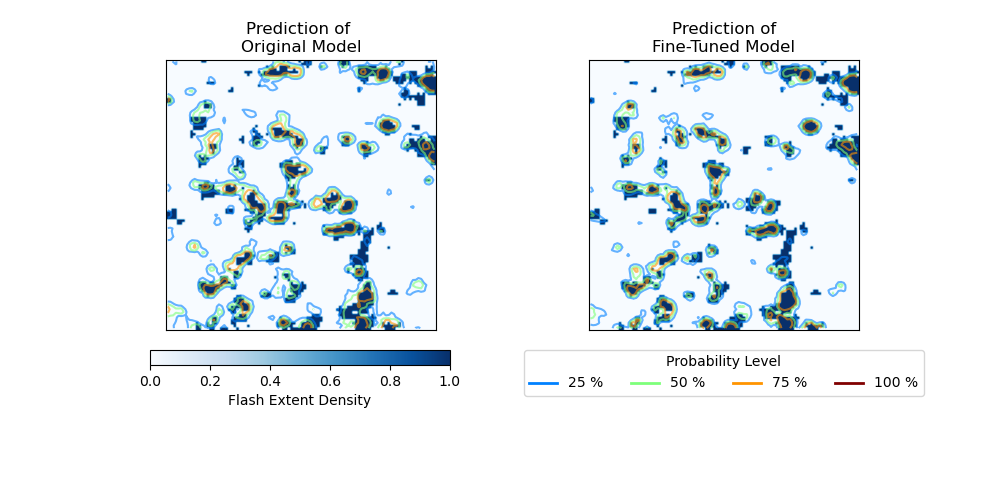 Prediction of
Original Model
Prediction of
Fine-Tuned Model
0.0 0.2 0.4 0.6 0.8 1.0
Flash Extent Density
Probability Level
25 % 50 % 75 % 100 %